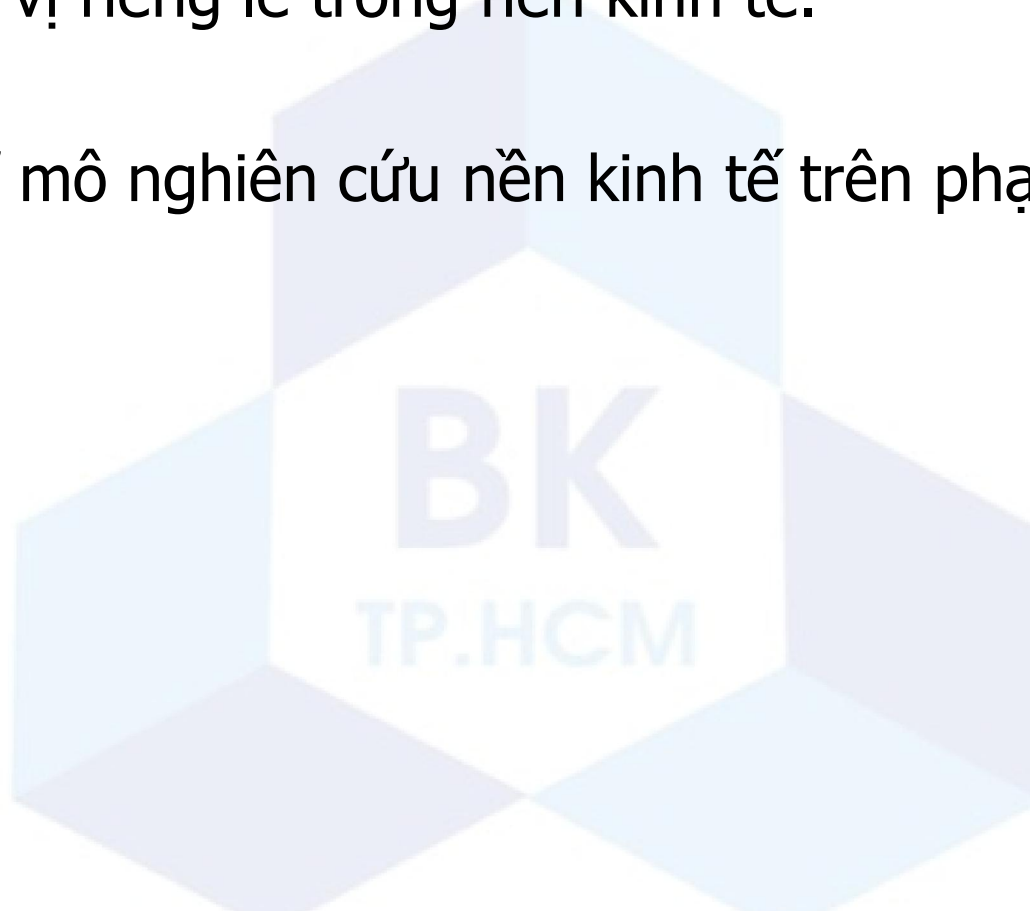 vị riêng lẻ trong nền kinh tế.
mô nghiên cứu nền kinh tế trên
BK
TP.HCM